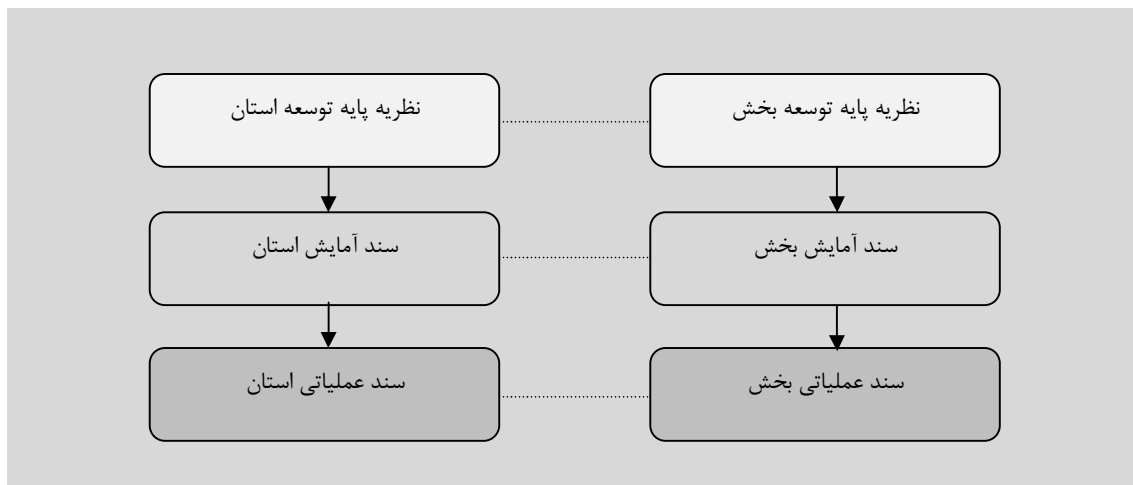 نظریه پایه توسعه بخش
نظریه پایه توسعه استان
سند آمایش بخش
سند آمایش استان
سند عملیاتی بخش
سند عملیاتی استان